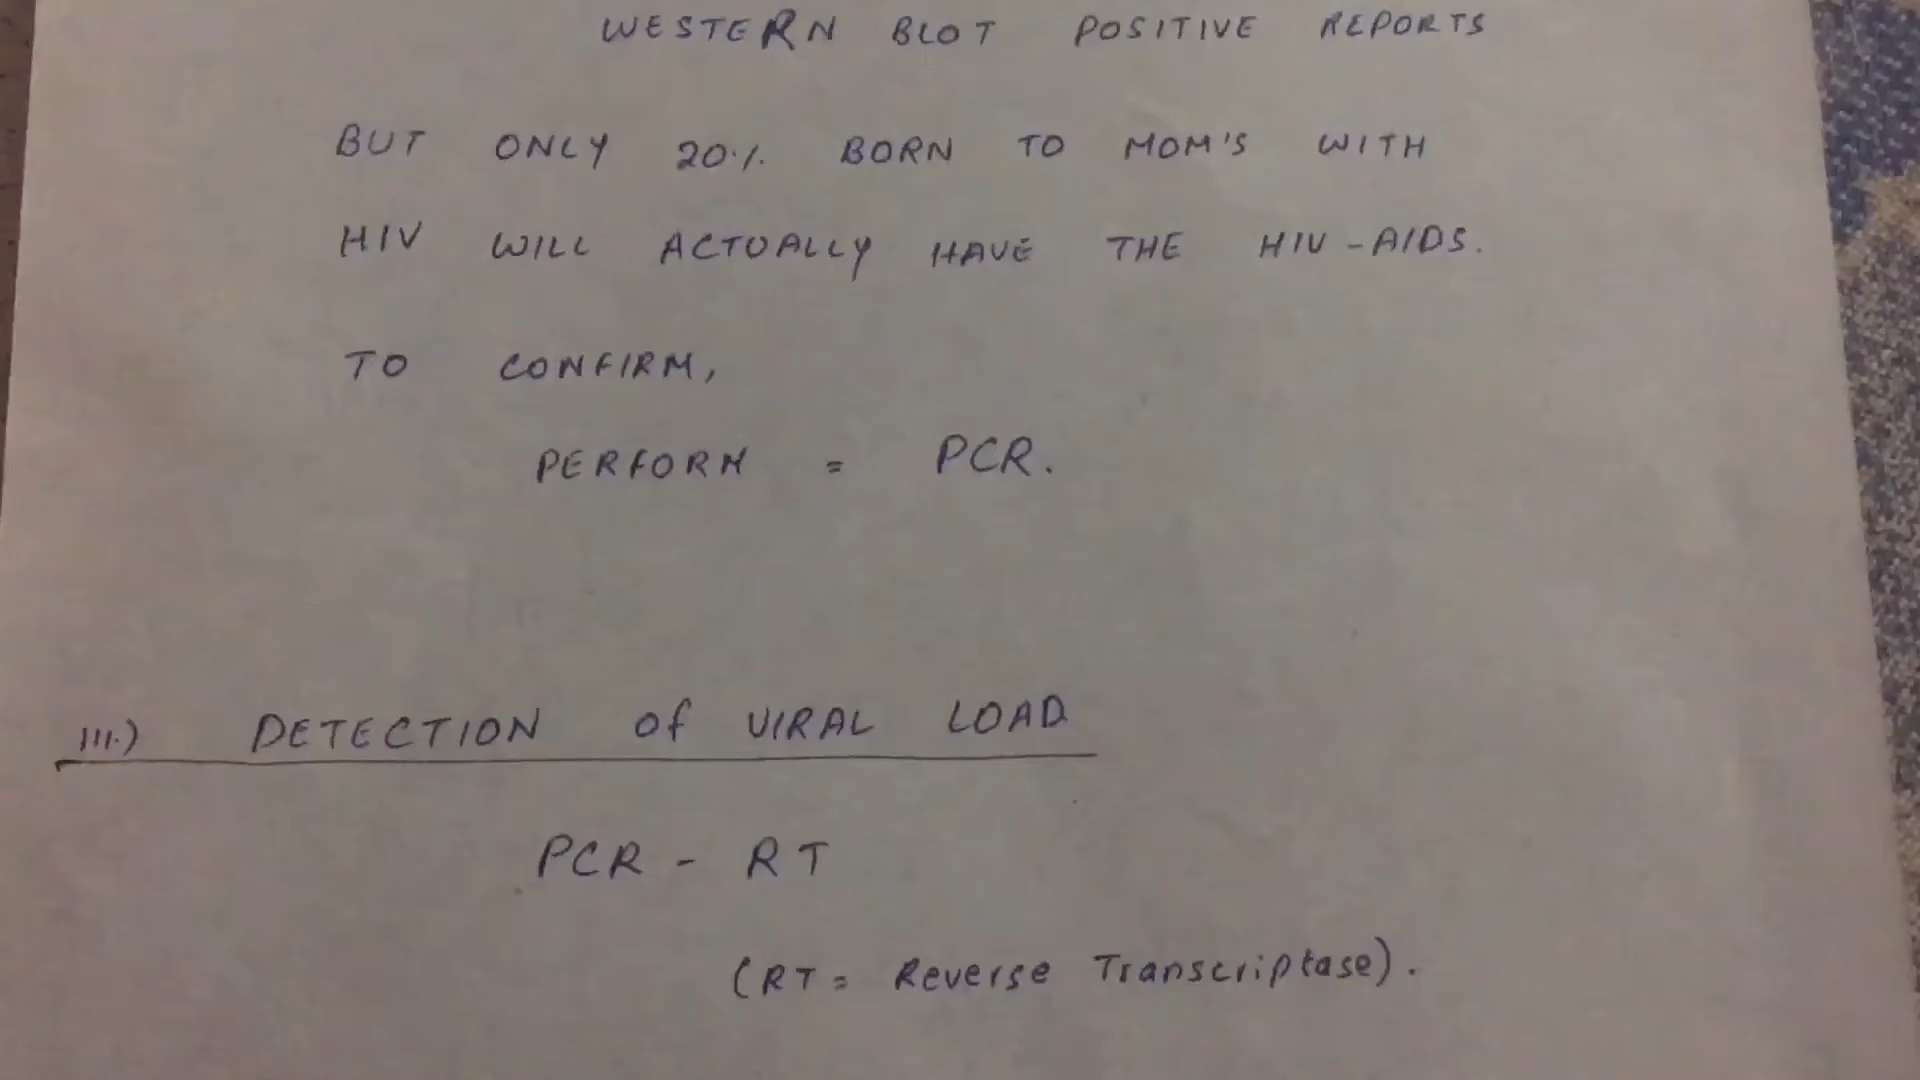 WESTERN BLOT POSITIVE REPORTS
BUT ONLY 20% BORN TO MOM'S WITH
HIV WILL ACTUALLY HAVE THE HIV-AIDS.
TO CONFIRM,
PERFORM = PCR.
III.) DETECTION of VIRAL LOAD
PCR - RT
(RT = Reverse Transcriptase).